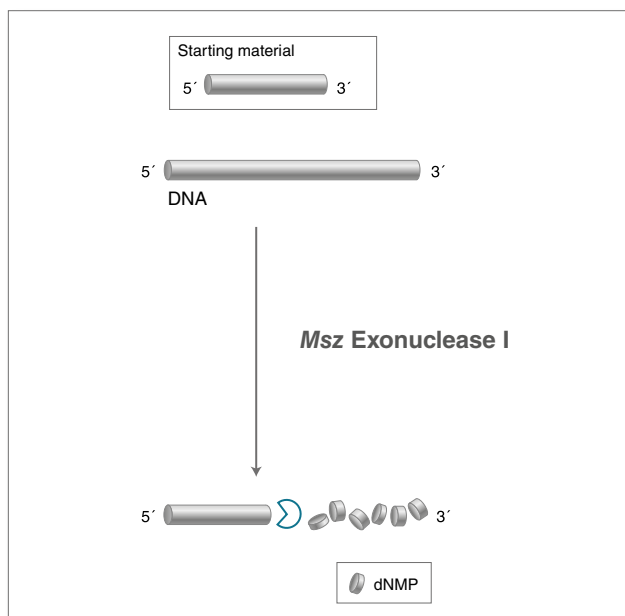 Starting material
5´ 3´
5´ 3´
DNA
Msz Exonuclease I
5´ 3´
dNMP